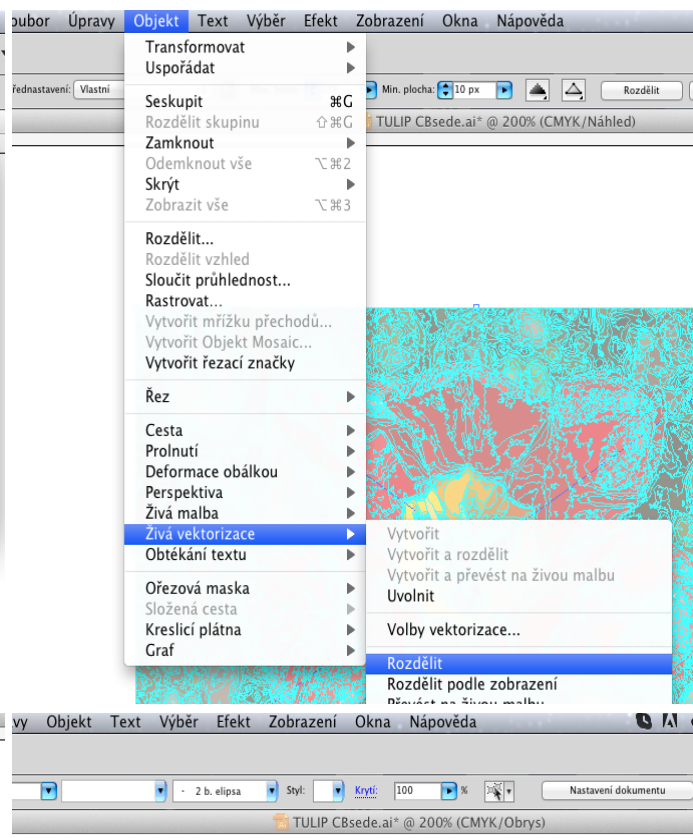 Úpravy Objekt Text Výběr Efekt Zobrazení Okna Nápověda
Transformovat
Uspořádat
Vlastní
Min. plocha: 10 px Rozdělit
Seskupit ⌘G
Rozdělit skupinu ⇧⌘G
TULIP CBsede.ai* @ 200% (CMYK/Náhled)
Zamknout
Odemknout vše ⌥⌘2
Skrýt
Zobrazit vše ⌥⌘3
Rozdělit...
Rozdělit vzhled
Sloučit průhlednost...
Rastrovat...
Vytvořit mřížku přechodů...
Vytvořit Objekt Mosaic...
Vytvořit řezací značky
Řez
Cesta
Prolnutí
Deformace obálkou
Perspektiva
Živá malba
Živá vektorizace
Obtékání textu
Ořezová maska
Složená cesta
Kreslicí plátna
Graf
Vytvořit
Vytvořit a rozdělit
Vytvořit a převést na živou malbu
Uvolnit
Volby vektorizace...
Rozdělit
Rozdělit podle zobrazení
Převést na živou malbu
vy Objekt Text Výběr Efekt Zobrazení Okna Nápověda
- 2 b. elipsa Styl: Krytí: 100 % Nastavení dokumentu
TULIP CBsede.ai* @ 200% (CMYK/Obrys)